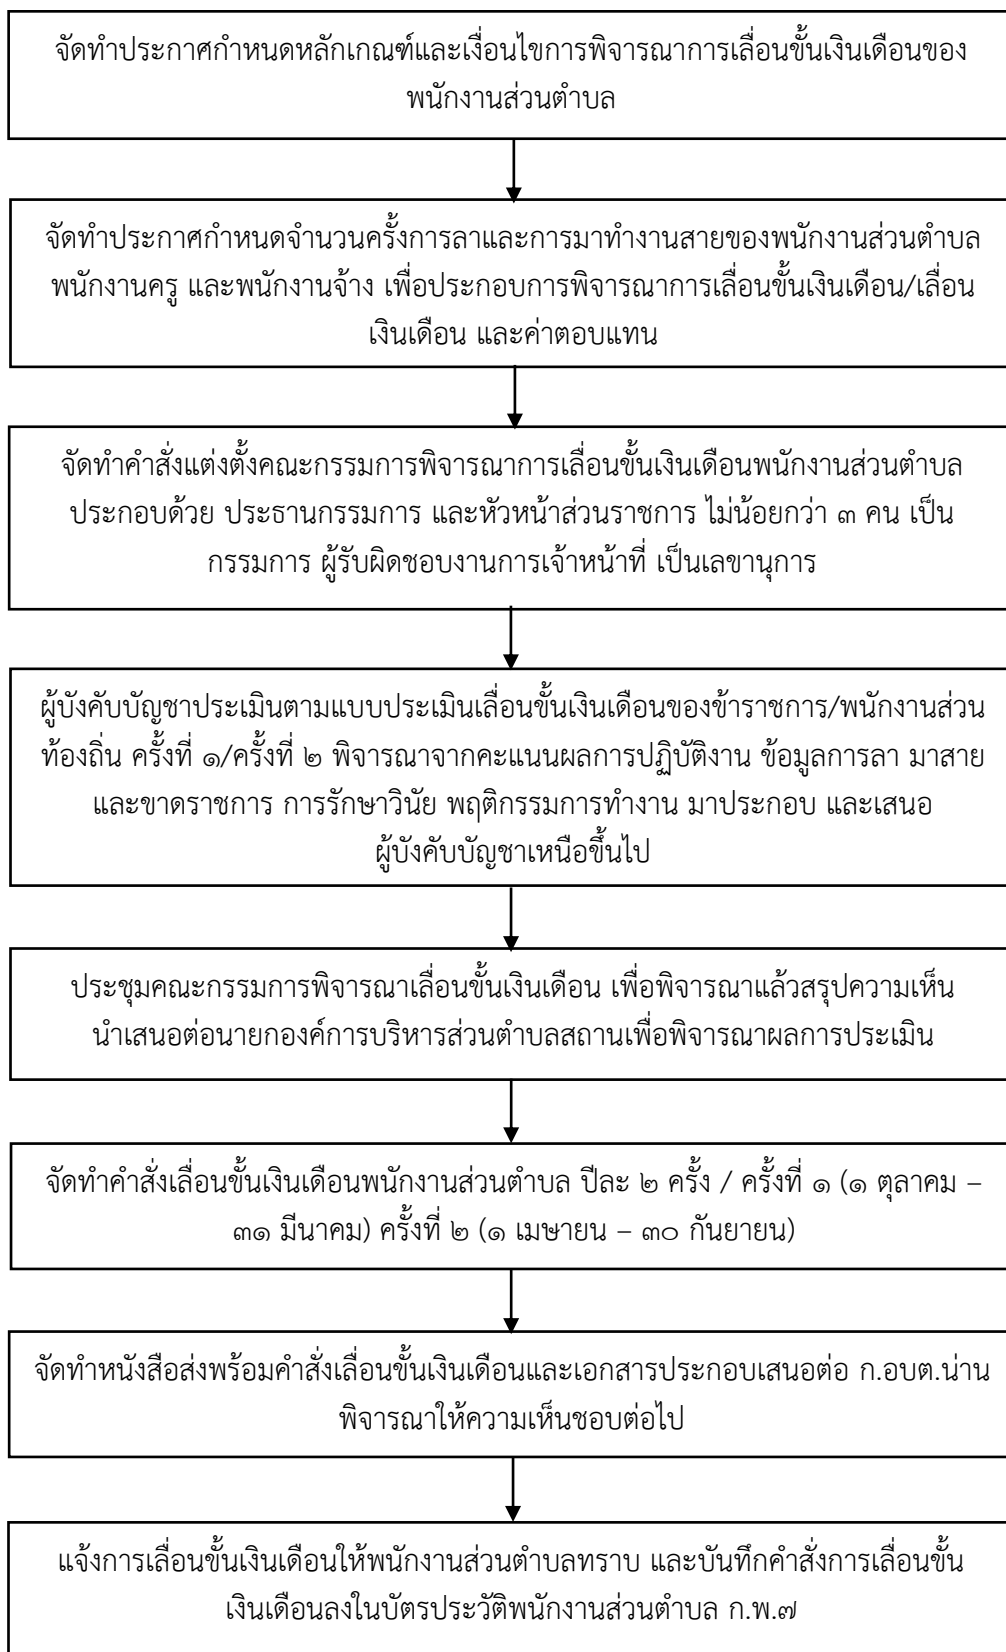 จัดทำประกาศกำหนดหลักเกณฑ์และเงื่อนไขการพิจารณาการเลื่อนขั้นเงินเดือนของ
พนักงานส่วนตำบล
จัดทำประกาศกำหนดจำนวนครั้งการลาและการมาทำงานสายของพนักงานส่วนตำบล
พนักงานครู และพนักงานจ้าง เพื่อประกอบการพิจารณาการเลื่อนขั้นเงินเดือน/เลื่อน
เงินเดือน และค่าตอบแทน
จัดทำคำสั่งแต่งตั้งคณะกรรมการพิจารณาการเลื่อนขั้นเงินเดือนพนักงานส่วนตำบล
ประกอบด้วย ประธานกรรมการ และหัวหน้าส่วนราชการ ไม่น้อยกว่า ๓ คน เป็น
กรรมการ ผู้รับผิดชอบงานการเจ้าหน้าที่ เป็นเลขานุการ
ผู้บังคับบัญชาประเมินตามแบบประเมินเลื่อนขั้นเงินเดือนของข้าราชการ/พนักงานส่วน
ท้องถิ่น ครั้งที่ ๑/ครั้งที่ ๒ พิจารณาจากคะแนนผลการปฏิบัติงาน ข้อมูลการลา มาสาย
และขาดราชการ การรักษาวินัย พฤติกรรมการทำงาน มาประกอบ และเสนอ
ผู้บังคับบัญชาเหนือขึ้นไป
ประชุมคณะกรรมการพิจารณาเลื่อนขั้นเงินเดือน เพื่อพิจารณาแล้วสรุปความเห็น
นำเสนอต่อนายกองค์การบริหารส่วนตำบลสถานเพื่อพิจารณาผลการประเมิน
จัดทำคำสั่งเลื่อนขั้นเงินเดือนพนักงานส่วนตำบล ปีละ ๒ ครั้ง / ครั้งที่ ๑ (๑ ตุลาคม –
๓๑ มีนาคม) ครั้งที่ ๒ (๑ เมษายน – ๓๐ กันยายน)
จัดทำหนังสือส่งพร้อมคำสั่งเลื่อนขั้นเงินเดือนและเอกสารประกอบเสนอต่อ ก.อบต.น่าน
พิจารณาให้ความเห็นชอบต่อไป
แจ้งการเลื่อนขั้นเงินเดือนให้พนักงานส่วนตำบลทราบ และบันทึกคำสั่งการเลื่อนขั้น
เงินเดือนลงในบัตรประวัติพนักงานส่วนตำบล ก.พ.๗